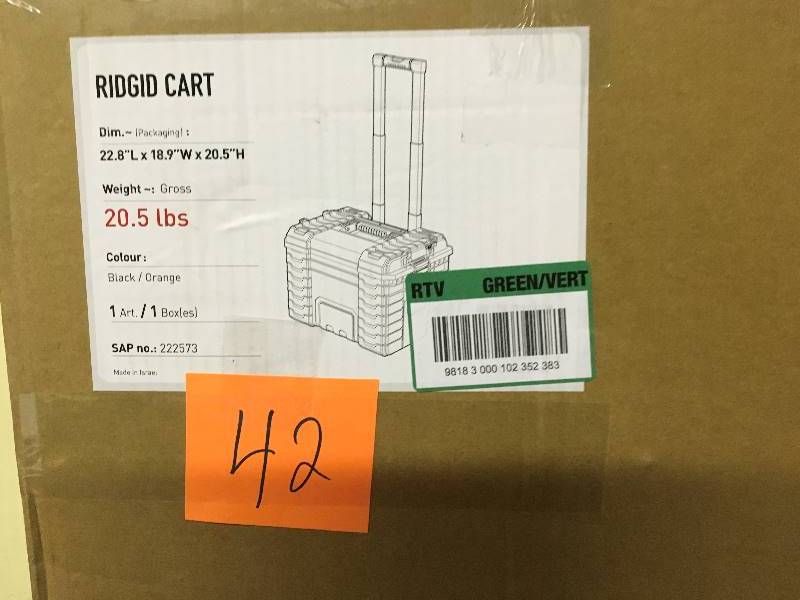 RIDGID CART
Dim.~ (Packaging) :
22.8"L x 18.9"W x 20.5"H
Weight ~: Gross
20.5 lbs
Colour :
Black / Orange
1 Art. / 1 Box(es)
SAP no.: 222573
Made in Israel
RTV GREEN/VERT
9818 3 000 102 352 383
42